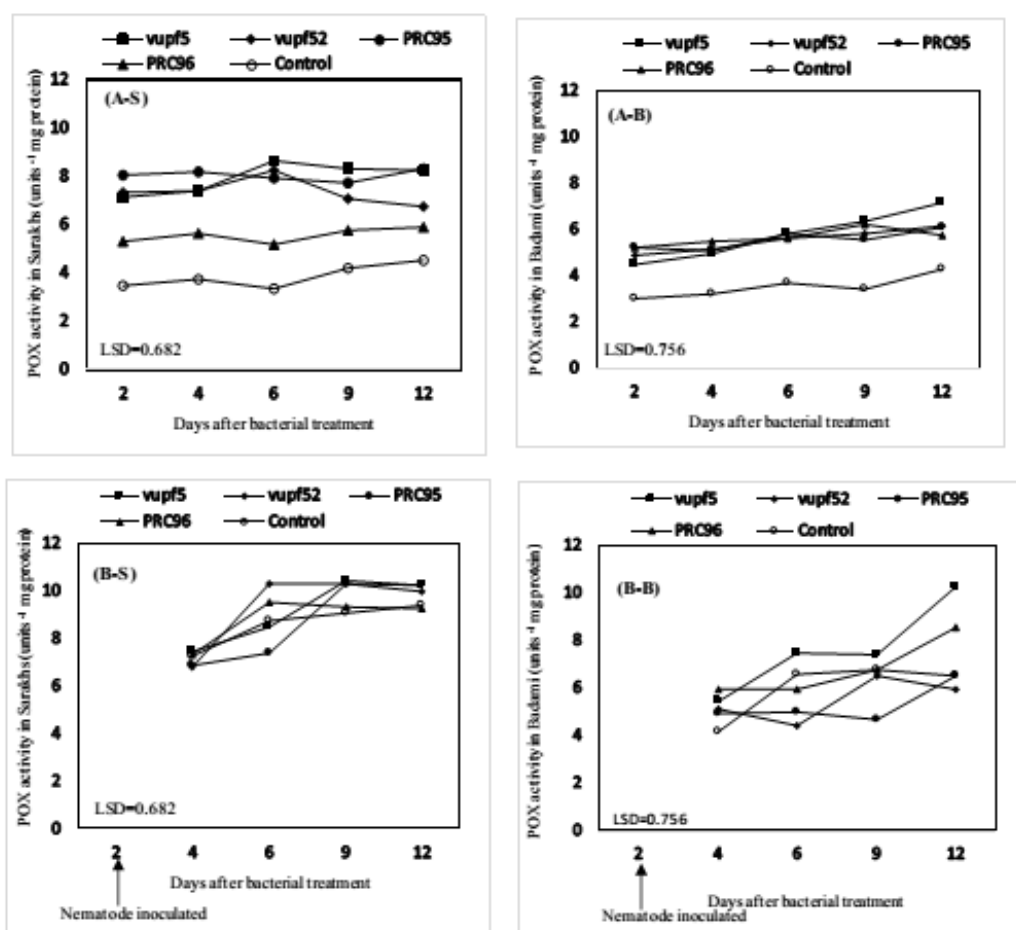 vupf5 vupf52 PRC95
PRC96 Control
POX activity in Sarakhs (units ⁻¹ mg protein)
12
10
8
6
4
2
0
(A-S)
LSD=0.682
2 4 6 9 12
Days after bacterial treatment
vupf5 vupf52 PRC95
PRC96 Control
POX activity in Badami (units ⁻¹ mg protein)
12
10
8
6
4
2
0
(A-B)
LSD=0.756
2 4 6 9 12
Days after bacterial treatment
vupf5 vupf52 PRC95
PRC96 Control
POX activity in Sarakhs (units ⁻¹ mg protein)
12
10
8
6
4
2
0
(B-S)
LSD=0.682
2 4 6 9 12
Days after bacterial treatment
Nematode inoculated
vupf5 vupf52 PRC95
PRC96 Control
POX activity in Badami (units ⁻¹ mg protein)
12
10
8
6
4
2
0
(B-B)
LSD=0.756
2 4 6 9 12
Days after bacterial treatment
Nematode inoculated